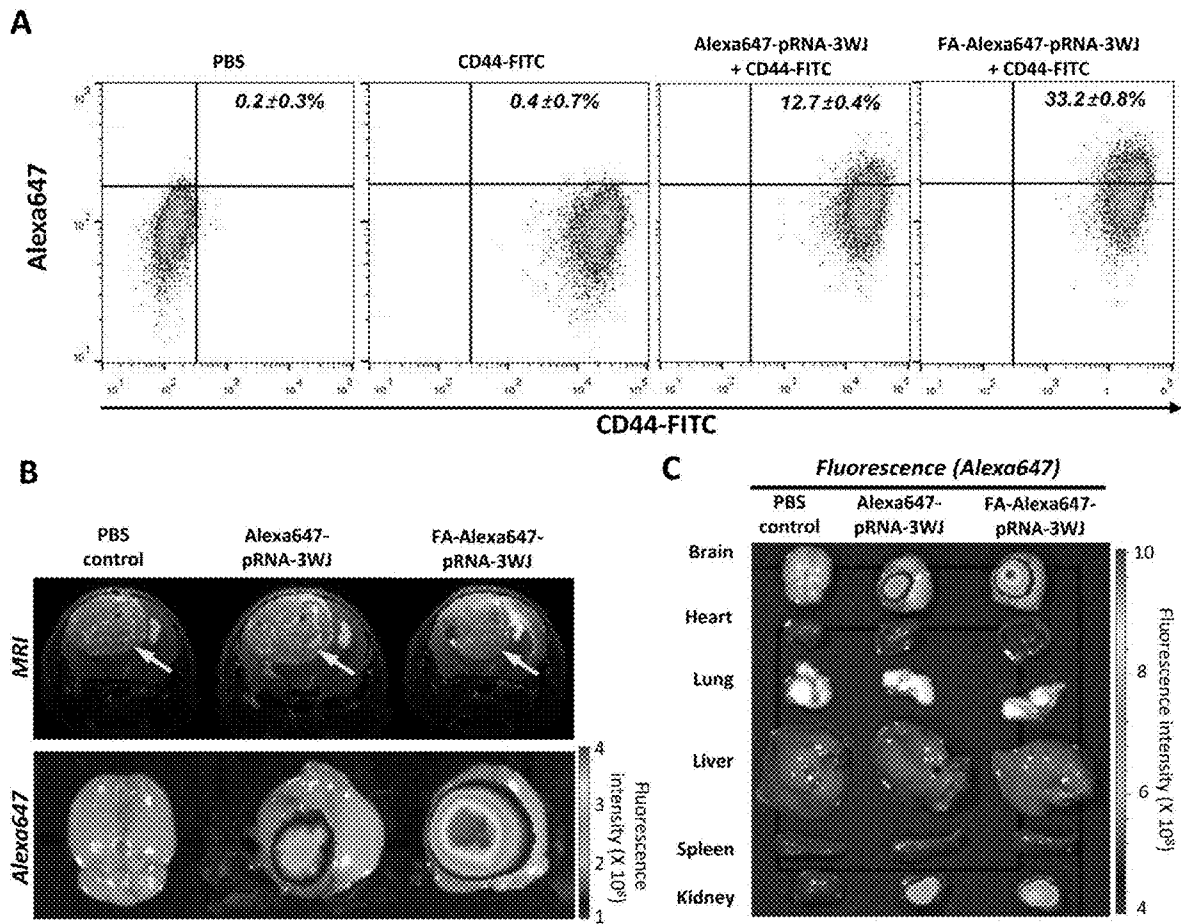 A
PBS
CD44-FITC
Alexa647-pRNA-3WJ
+ CD44-FITC
FA-Alexa647-pRNA-3WJ
+ CD44-FITC
0.2±0.3%
0.4±0.7%
12.7±0.4%
33.2±0.8%
Alexa647
CD44-FITC
B
PBS
control
Alexa647-
pRNA-3WJ
FA-Alexa647-
pRNA-3WJ
MRI
Alexa647
4
3
2
1
Fluorescence
intensity (X 10⁸)
C
Fluorescence (Alexa647)
PBS
control
Alexa647-
pRNA-3WJ
FA-Alexa647-
pRNA-3WJ
Brain
Heart
Lung
Liver
Spleen
Kidney
10
8
6
4
Fluorescence intensity (X 10⁸)